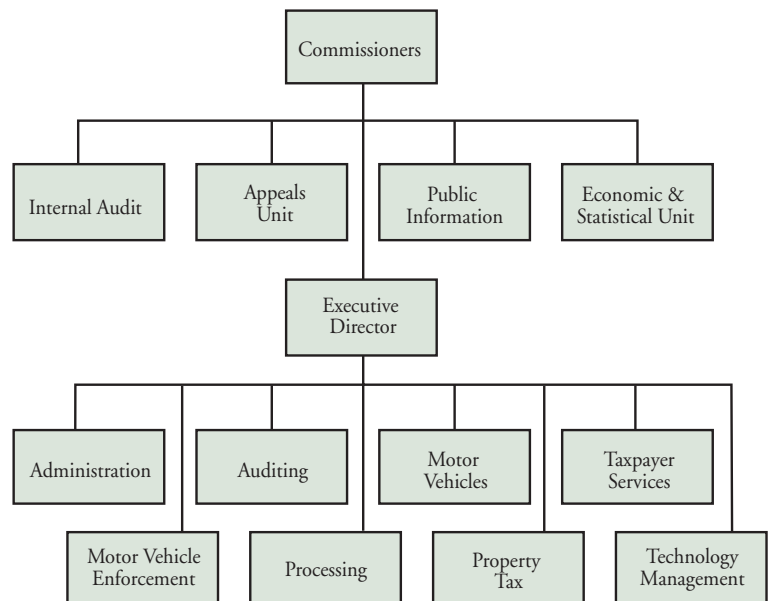 Commissioners
Internal Audit
Appeals
Unit
Public
Information
Economic &
Statistical Unit
Executive
Director
Administration
Auditing
Motor
Vehicles
Taxpayer
Services
Motor Vehicle
Enforcement
Processing
Property
Tax
Technology
Management